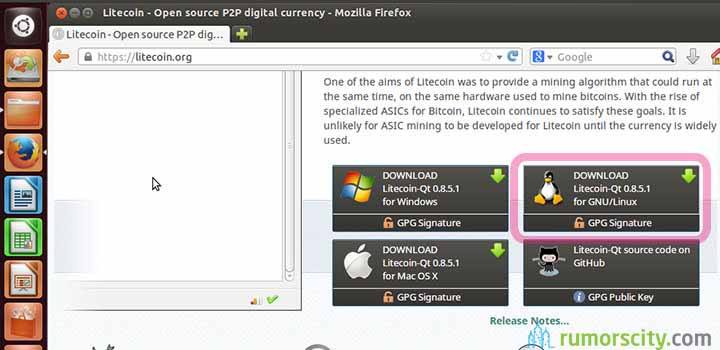 Litecoin - Open source P2P digital currency - Mozilla Firefox
Litecoin - Open source P2P dig...
https://litecoin.org
Google
One of the aims of Litecoin was to provide a mining algorithm that could run at
the same time, on the same hardware used to mine bitcoins. With the rise of
specialized ASICs for Bitcoin, Litecoin continues to satisfy these goals. It is
unlikely for ASIC mining to be developed for Litecoin until the currency is widely
used.
DOWNLOAD
Litecoin-Qt 0.8.5.1
for Windows
GPG Signature
DOWNLOAD
Litecoin-Qt 0.8.5.1
for GNU/Linux
GPG Signature
DOWNLOAD
Litecoin-Qt 0.8.5.1
for Mac OS X
GPG Signature
Litecoin-Qt source code on
GitHub
GPG Public Key
Release Notes...
rumorscity.com